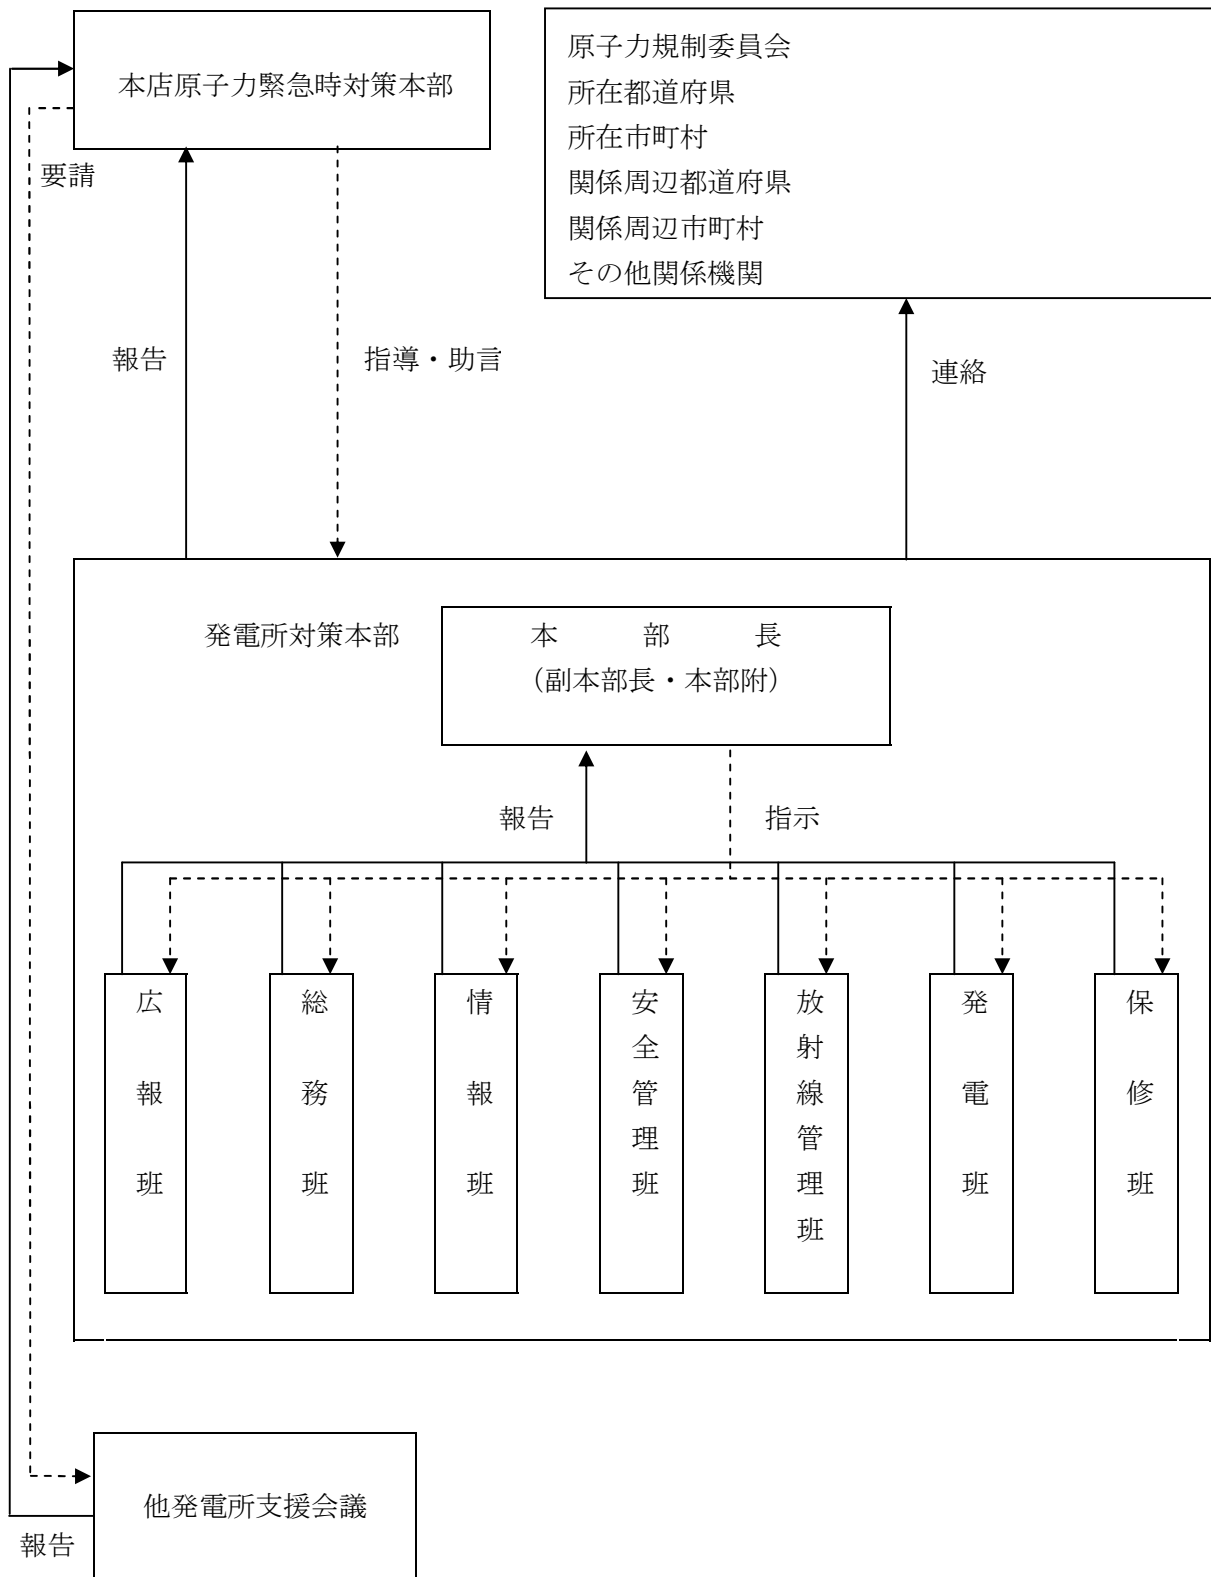 本店原子力緊急時対策本部
原子力規制委員会
所在都道府県
所在市町村
関係周辺都道府県
関係周辺市町村
その他関係機関
要請
報告
指導・助言
連絡
発電所対策本部
本部長
(副本部長・本部附)
報告
指示
広報班
総務班
情報班
安全管理班
放射線管理班
発電班
保修班
他発電所支援会議
報告